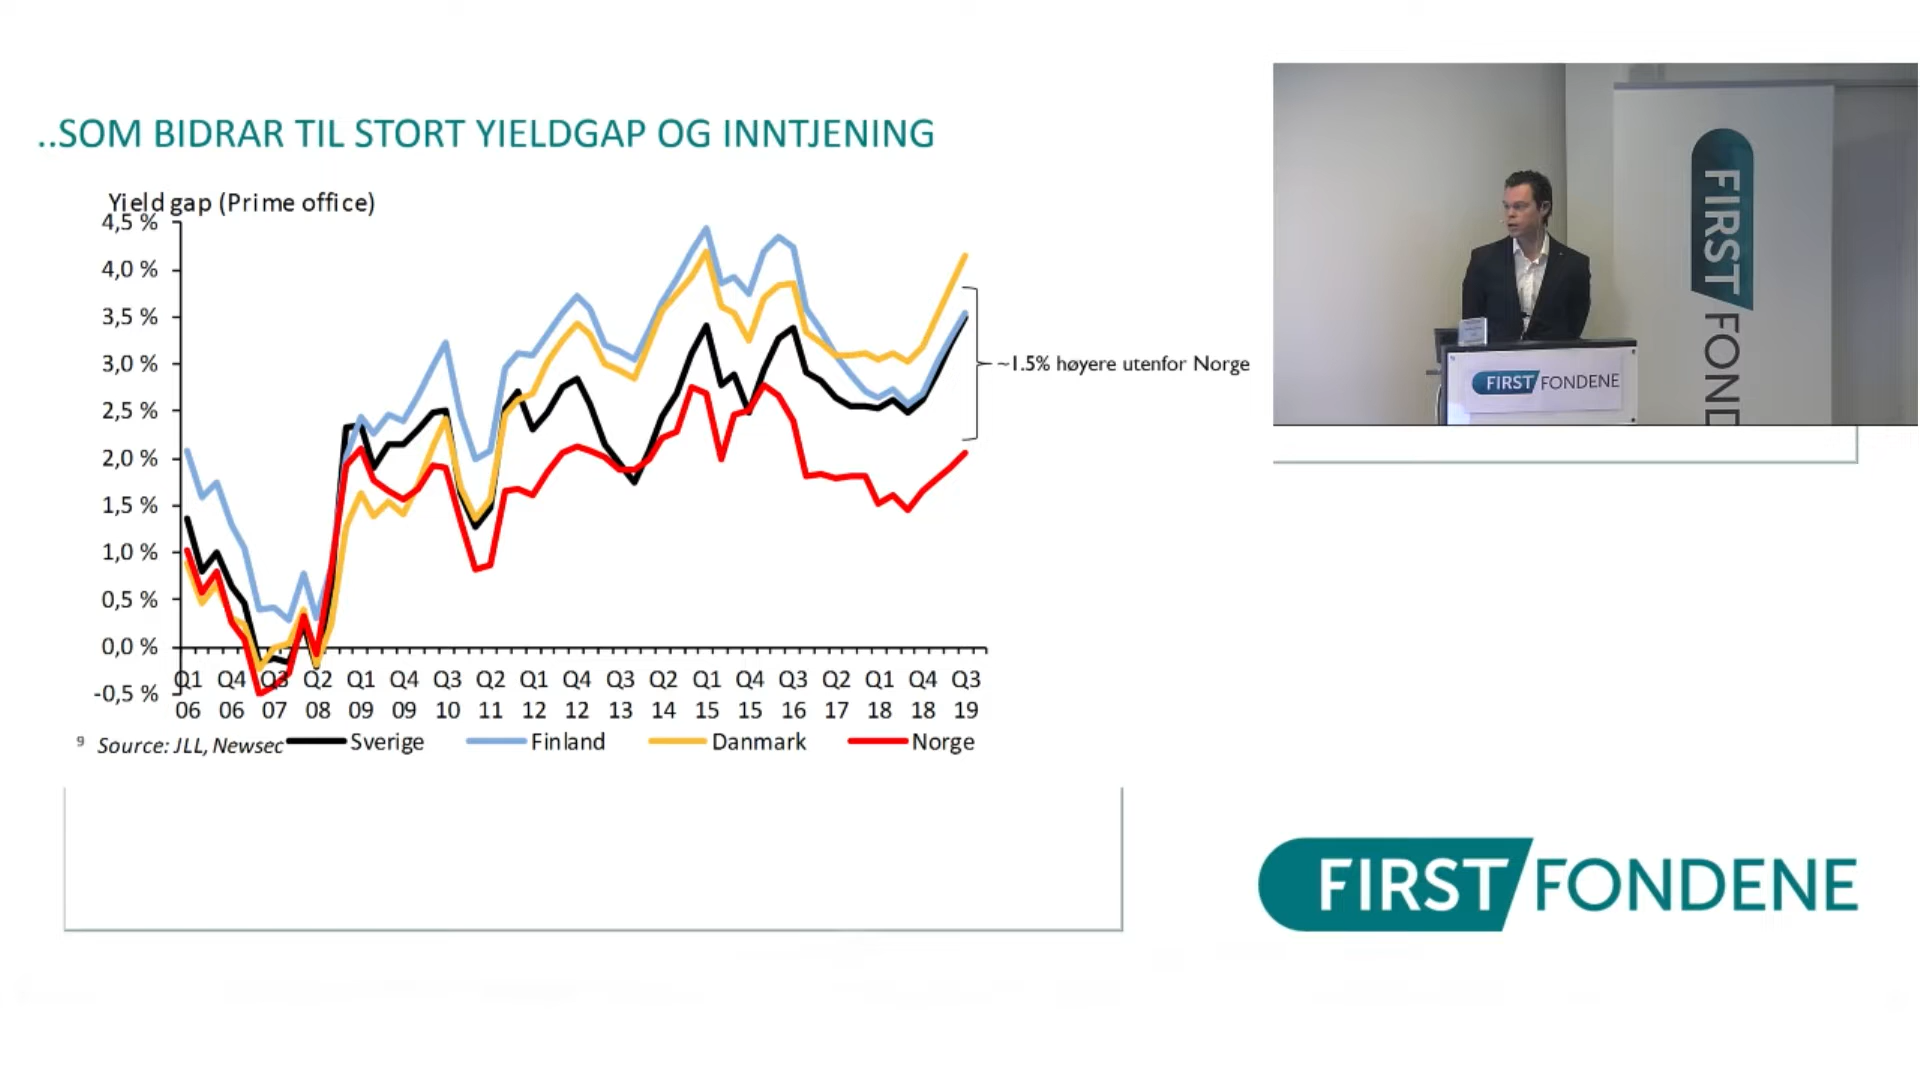 ..SOM BIDRAR TIL STORT YIELDGAP OG INNTJENING
Yield gap (Prime office)
4,5 %
4,0 %
3,5 %
3,0 %
2,5 %
2,0 %
1,5 %
1,0 %
0,5 %
0,0 %
-0,5 %
~1.5% høyere utenfor Norge
Q1 Q4 Q3 Q2 Q1 Q4 Q3 Q2 Q1 Q4 Q3 Q2 Q1 Q4 Q3 Q2 Q1 Q4 Q3
06 06 07 08 09 09 10 11 12 12 13 14 15 15 16 17 18 18 19
9 Source: JLL, Newsec
Sverige Finland Danmark Norge
FIRST FOND
FIRST FONDENE
FIRST FONDENE